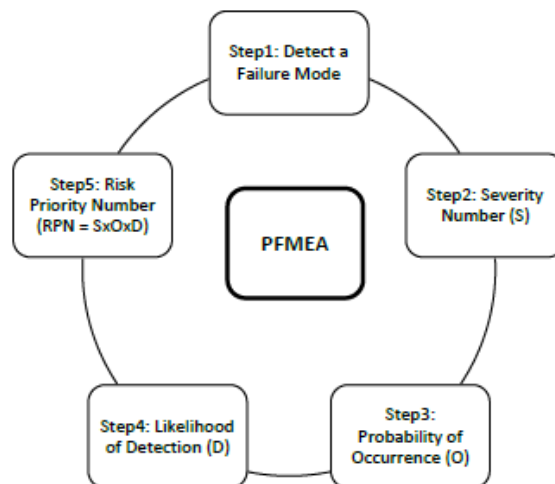 Step1: Detect a
Failure Mode
Step2: Severity
Number (S)
Step3:
Probability of
Occurrence (O)
Step4: Likelihood
of Detection (D)
Step5: Risk
Priority Number
(RPN = SxOxD)
PFMEA